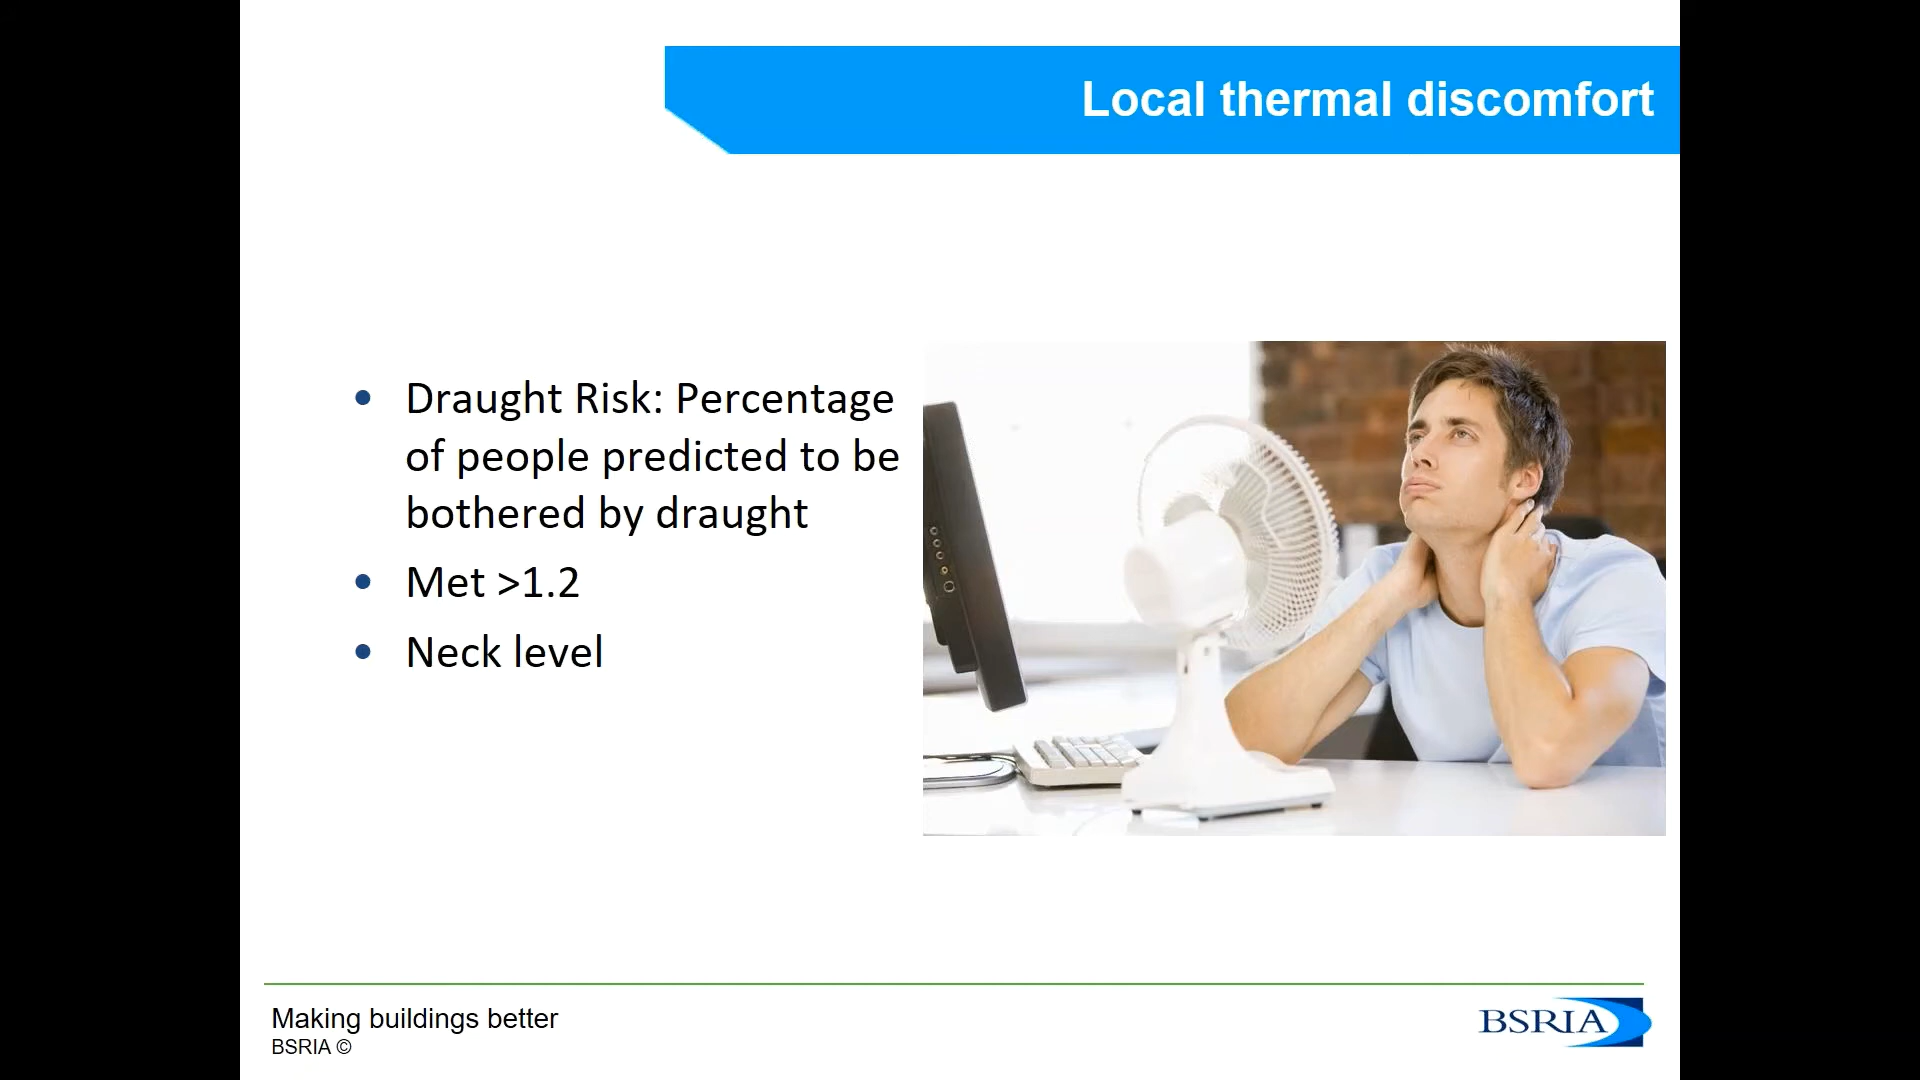 Local thermal discomfort
• Draught Risk: Percentage
of people predicted to be
bothered by draught
• Met >1.2
• Neck level
Making buildings better
BSRIA ©
BSRIA